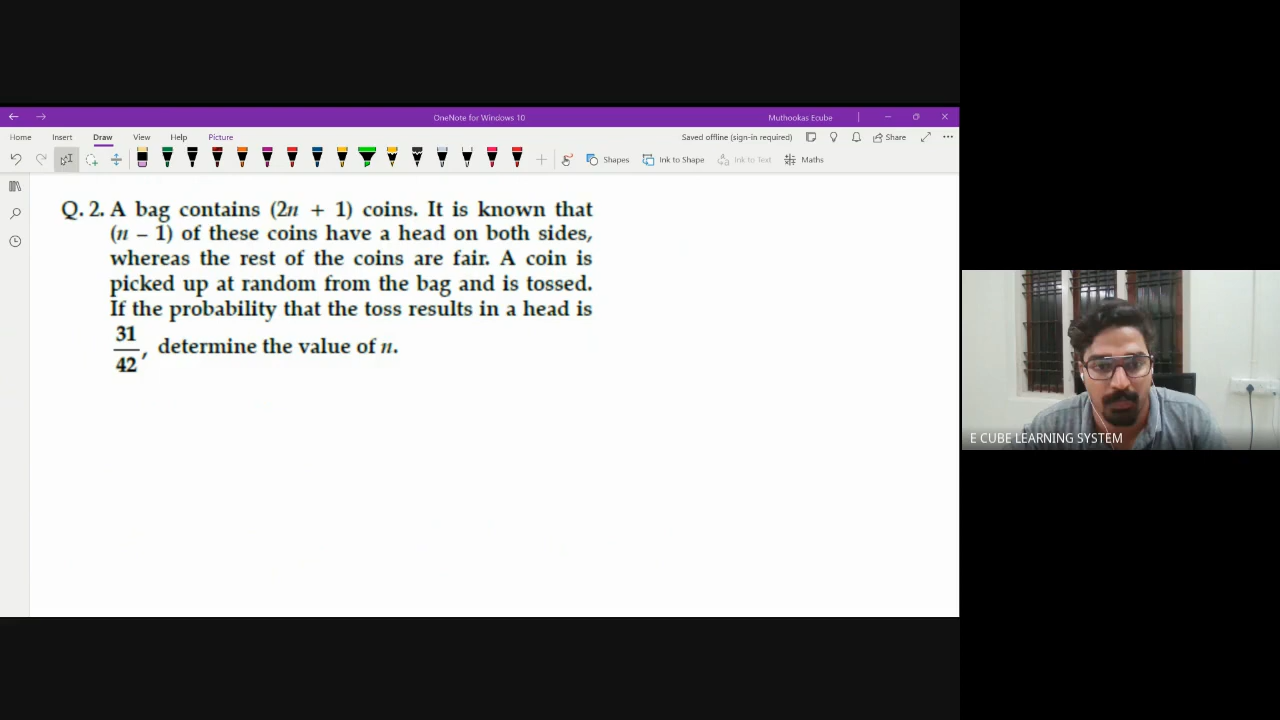 OneNote for Windows 10
Muthookas Ecube
Home Insert Draw View Help Picture
Saved offline (sign-in required)
Share
Shapes
Ink to Shape
Ink to Text
Maths
Q. 2. A bag contains (2n + 1) coins. It is known that
(n – 1) of these coins have a head on both sides,
whereas the rest of the coins are fair. A coin is
picked up at random from the bag and is tossed.
If the probability that the toss results in a head is
31/42, determine the value of n.
E CUBE LEARNING SYSTEM